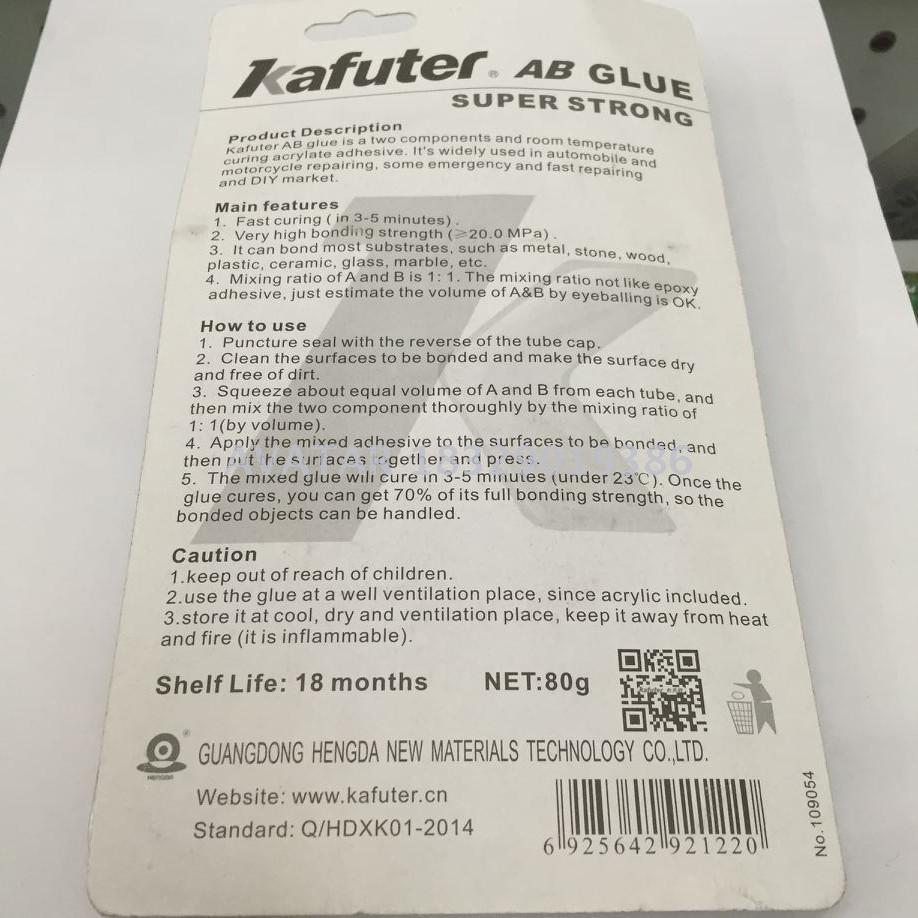 Kafuter® AB GLUE
SUPER STRONG
Product Description
Kafuter AB glue is a two components and room temperature
curing acrylate adhesive. It's widely used in automobile and
motorcycle repairing, some emergency and fast repairing
and DIY market.
Main features
1. Fast curing ( in 3-5 minutes) .
2. Very high bonding strength (≥20.0 MPa) .
3. It can bond most substrates, such as metal, stone, wood,
plastic, ceramic, glass, marble, etc.
4. Mixing ratio of A and B is 1: 1. The mixing ratio not like epoxy
adhesive, just estimate the volume of A&B by eyeballing is OK.
How to use
1. Puncture seal with the reverse of the tube cap.
2. Clean the surfaces to be bonded and make the surface dry
and free of dirt.
3. Squeeze about equal volume of A and B from each tube, and
then mix the two component thoroughly by the mixing ratio of
1: 1(by volume).
4. Apply the mixed adhesive to the surfaces to be bonded, and
then put the surfaces together and press.
5. The mixed glue will cure in 3-5 minutes (under 23℃). Once the
glue cures, you can get 70% of its full bonding strength, so the
bonded objects can be handled.
Caution
1.keep out of reach of children.
2.use the glue at a well ventilation place, since acrylic included.
3.store it at cool, dry and ventilation place, keep it away from heat
and fire (it is inflammable).
Shelf Life: 18 months NET:80g
HENGDA
GUANGDONG HENGDA NEW MATERIALS TECHNOLOGY CO.,LTD.
Website: www.kafuter.cn
Standard: Q/HDXK01-2014
6 925642 921220
No.109054